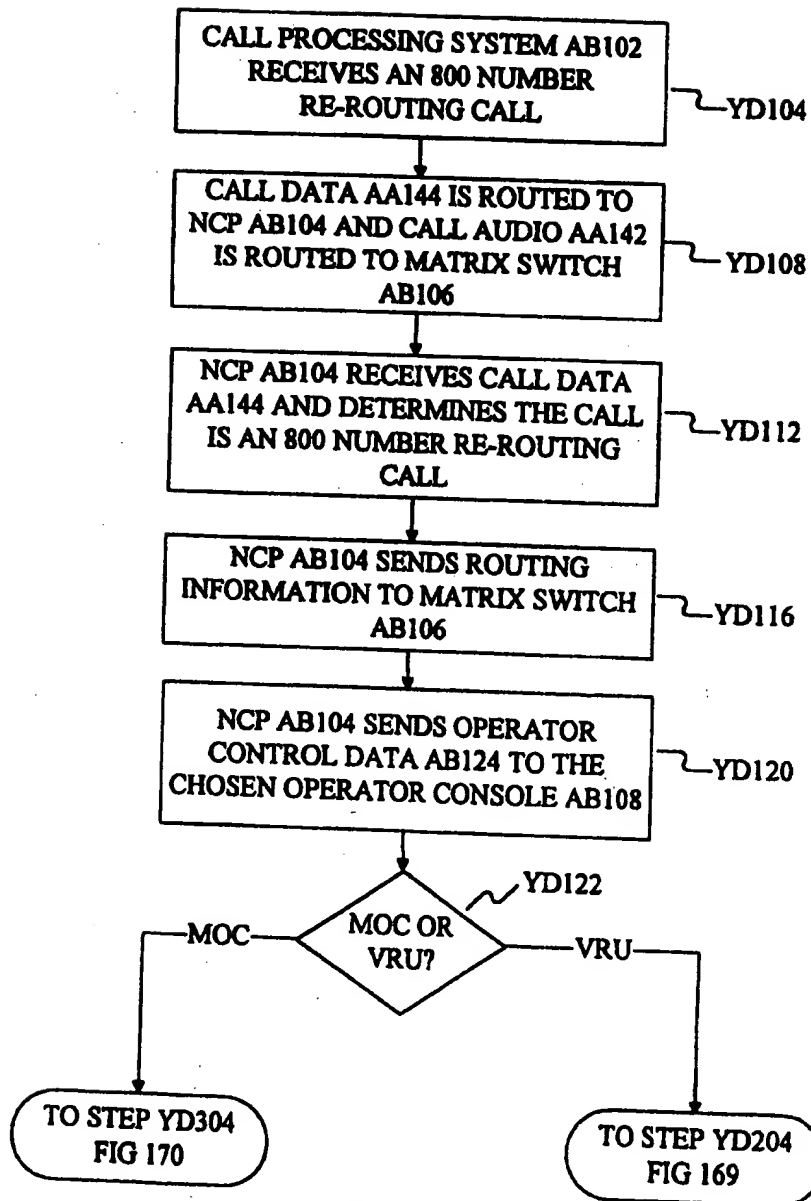 CALL PROCESSING SYSTEM AB102
RECEIVES AN 800 NUMBER
RE-ROUTING CALL
YD104
CALL DATA AA144 IS ROUTED TO
NCP AB104 AND CALL AUDIO AA142
IS ROUTED TO MATRIX SWITCH
AB106
YD108
NCP AB104 RECEIVES CALL DATA
AA144 AND DETERMINES THE CALL
IS AN 800 NUMBER RE-ROUTING
CALL
YD112
NCP AB104 SENDS ROUTING
INFORMATION TO MATRIX SWITCH
AB106
YD116
NCP AB104 SENDS OPERATOR
CONTROL DATA AB124 TO THE
CHOSEN OPERATOR CONSOLE AB108
YD120
YD122
MOC OR
VRU?
MOC
VRU
TO STEP YD304
FIG 170
TO STEP YD204
FIG 169